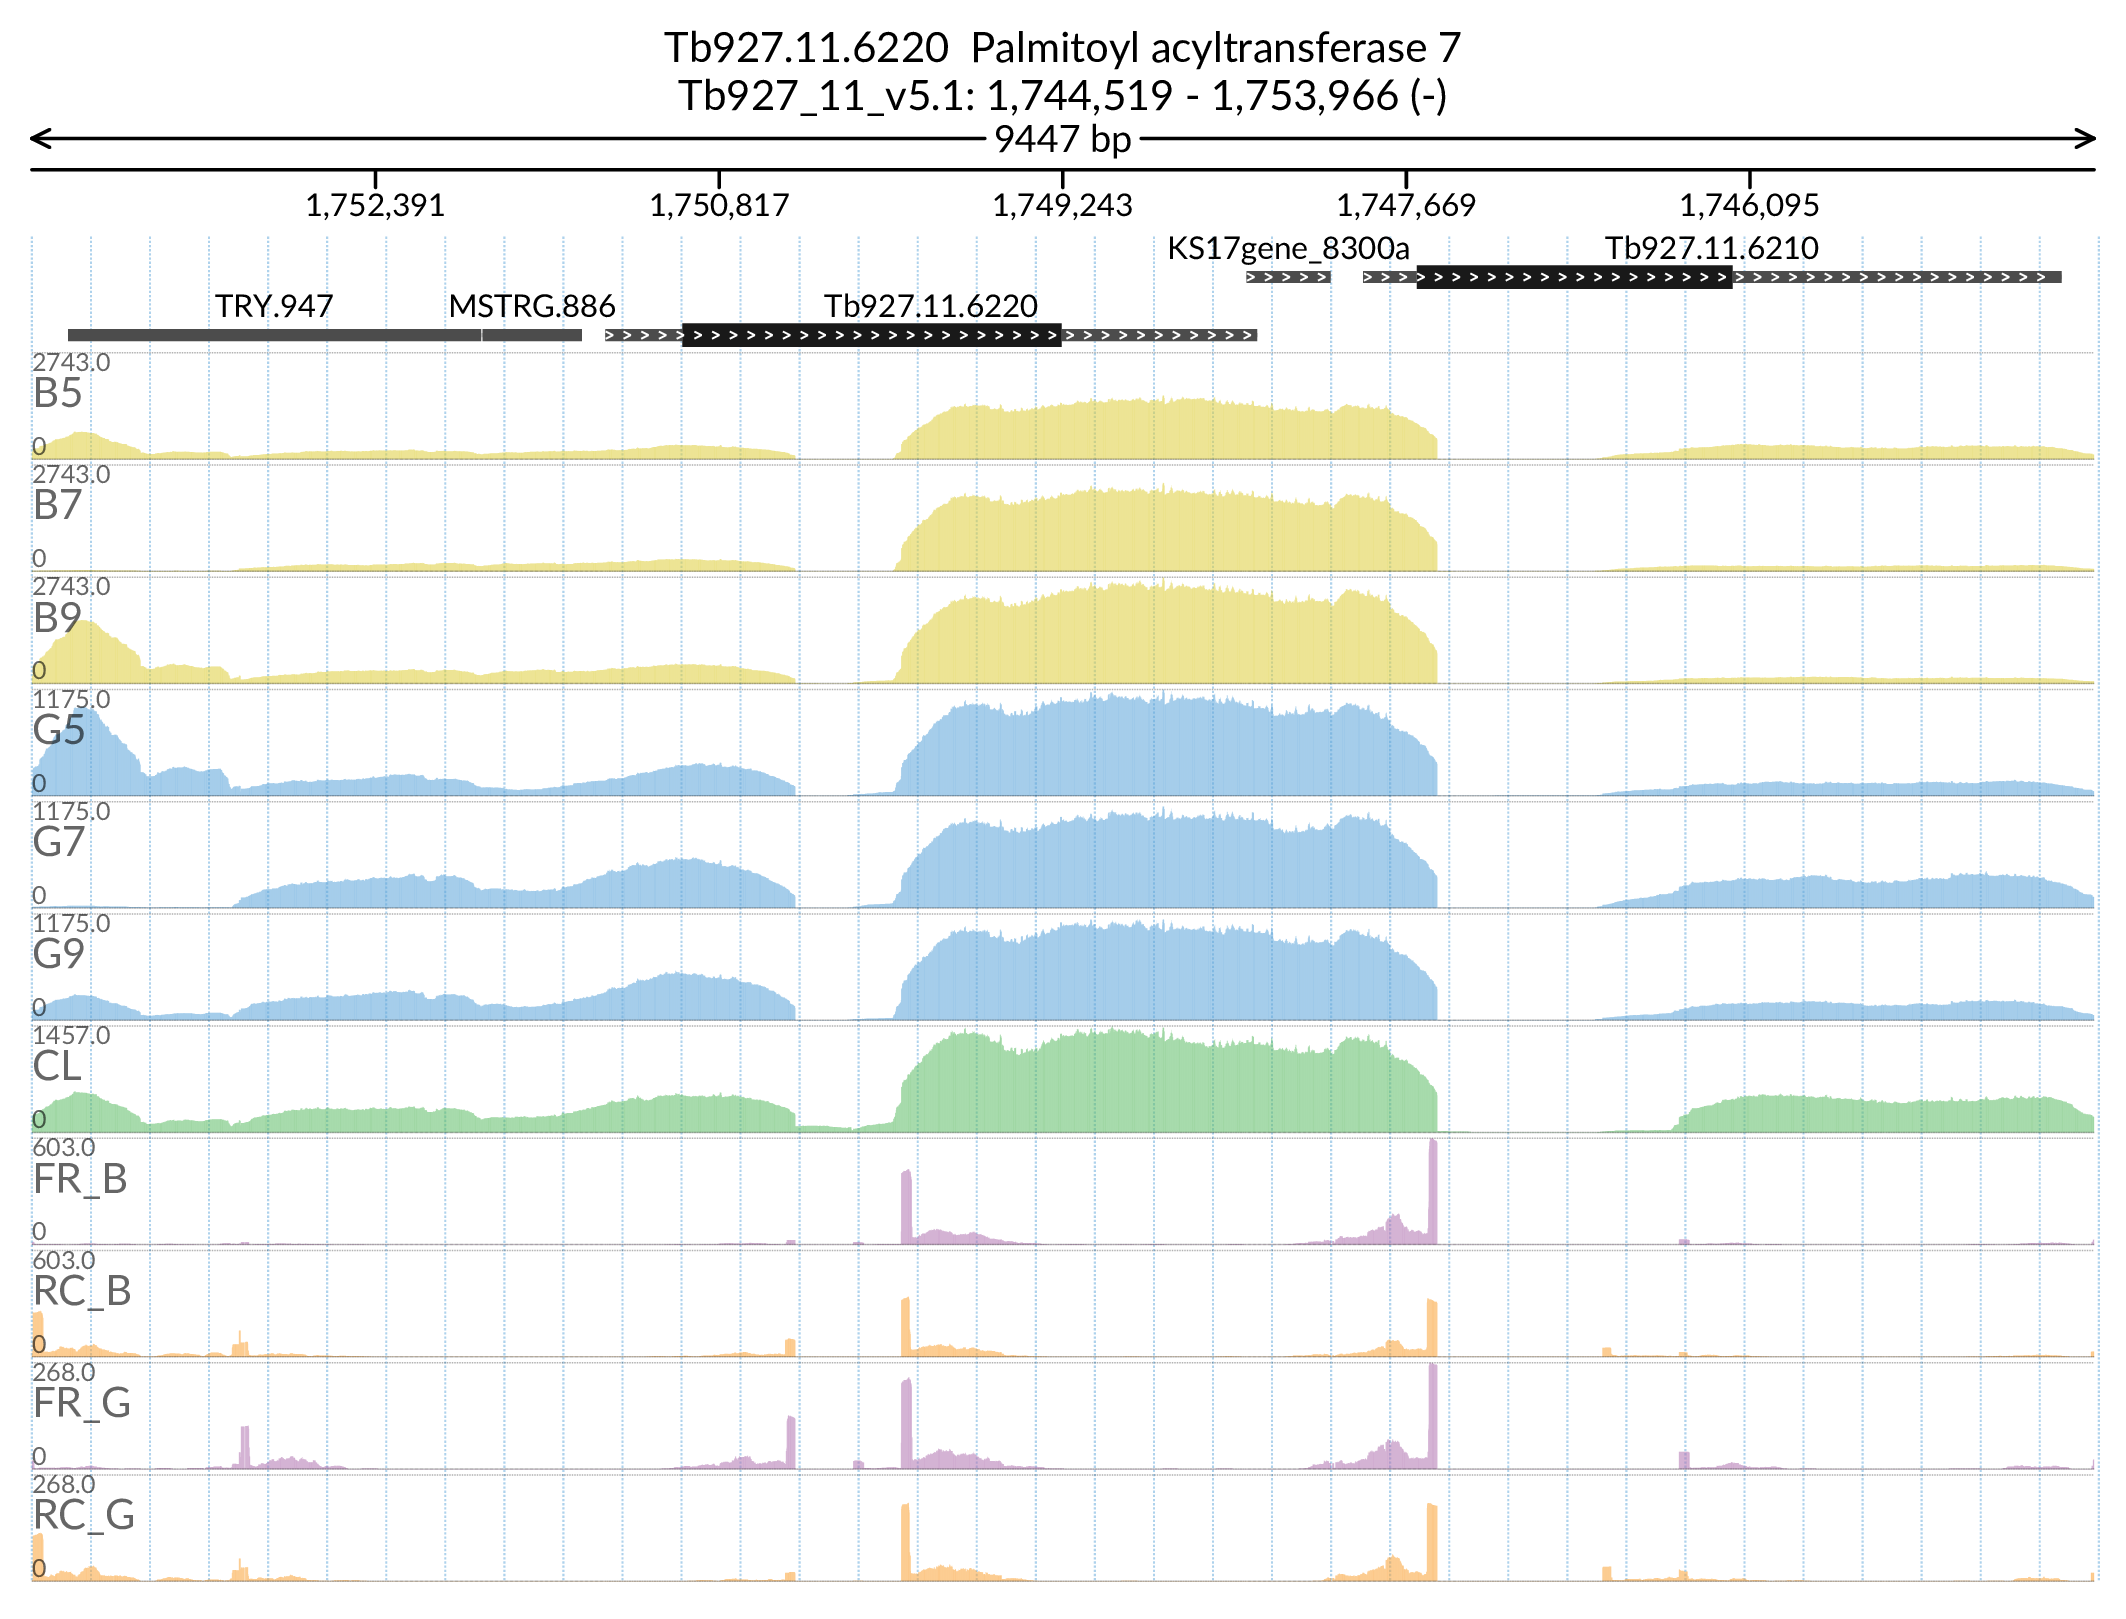 Tb927.11.6220  Palmitoyl acyltransferase 7
Tb927_11_v5.1: 1,744,519 - 1,753,966 (-)
9447 bp
1,752,391 1,750,817 1,749,243 1,747,669 1,746,095
KS17gene_8300a Tb927.11.6210
TRY.947 MSTRG.886 Tb927.11.6220
2743.0
B5
0
2743.0
B7
0
2743.0
B9
0
1175.0
G5
0
1175.0
G7
0
1175.0
G9
0
1457.0
CL
0
603.0
FR_B
0
603.0
RC_B
0
268.0
FR_G
0
268.0
RC_G
0